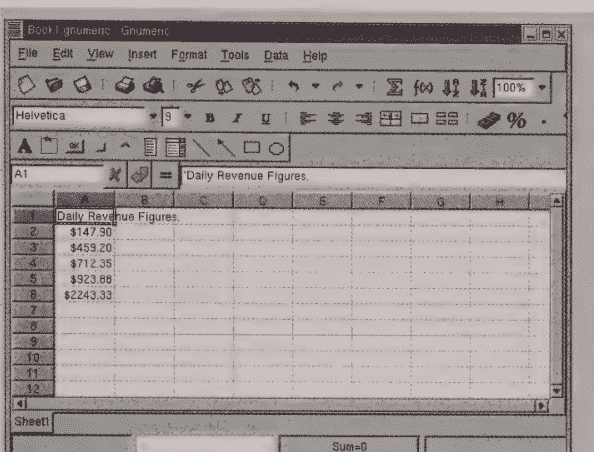 Book1.gnumeric : Gnumeric
File Edit View Insert Format Tools Data Help
Σ f(x) 100%
Helvetica 9 B I U %
A ok
A1 = 'Daily Revenue Figures.
A B C D E F G H
1 Daily Revenue Figures.
2 $147.90
3 $459.20
4 $712.35
5 $923.88
6 $2243.33
7
8
9
10
11
12
Sheet1
Sum=0